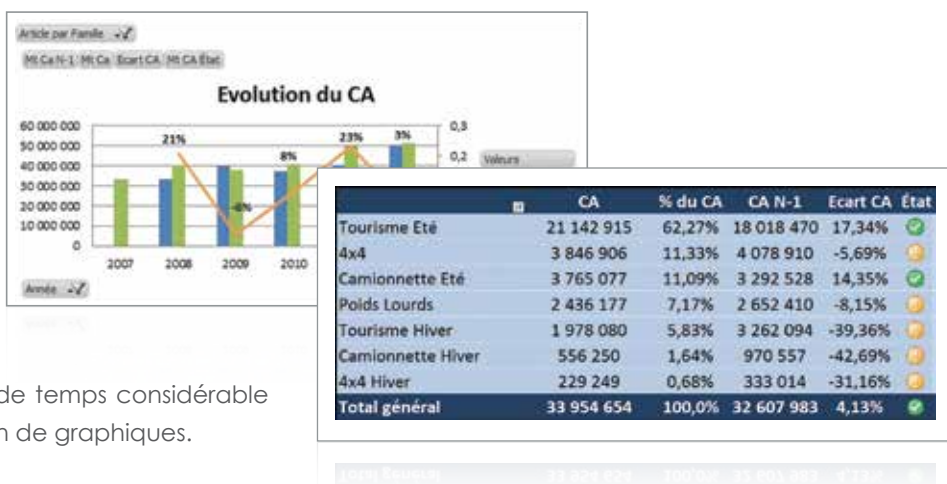 Article par Famille
Mt Ca N-1 Mt Ca Ecart CA Mt CA État
Evolution du CA
60 000 000
50 000 000
40 000 000
30 000 000
20 000 000
10 000 000
0
0,3
0,2
21%
-6%
8%
23%
3%
2007 2008 2009 2010
Valeurs
Année
CA % du CA CA N-1 Ecart CA État
Tourisme Eté 21 142 915 62,27% 18 018 470 17,34%
4x4 3 846 906 11,33% 4 078 910 -5,69%
Camionnette Eté 3 765 077 11,09% 3 292 528 14,35%
Poids Lourds 2 436 177 7,17% 2 652 410 -8,15%
Tourisme Hiver 1 978 080 5,83% 3 262 094 -39,36%
Camionnette Hiver 556 250 1,64% 970 557 -42,69%
4x4 Hiver 229 249 0,68% 333 014 -31,16%
Total général 33 954 654 100,0% 32 607 983 4,13%
de temps considérable
n de graphiques.